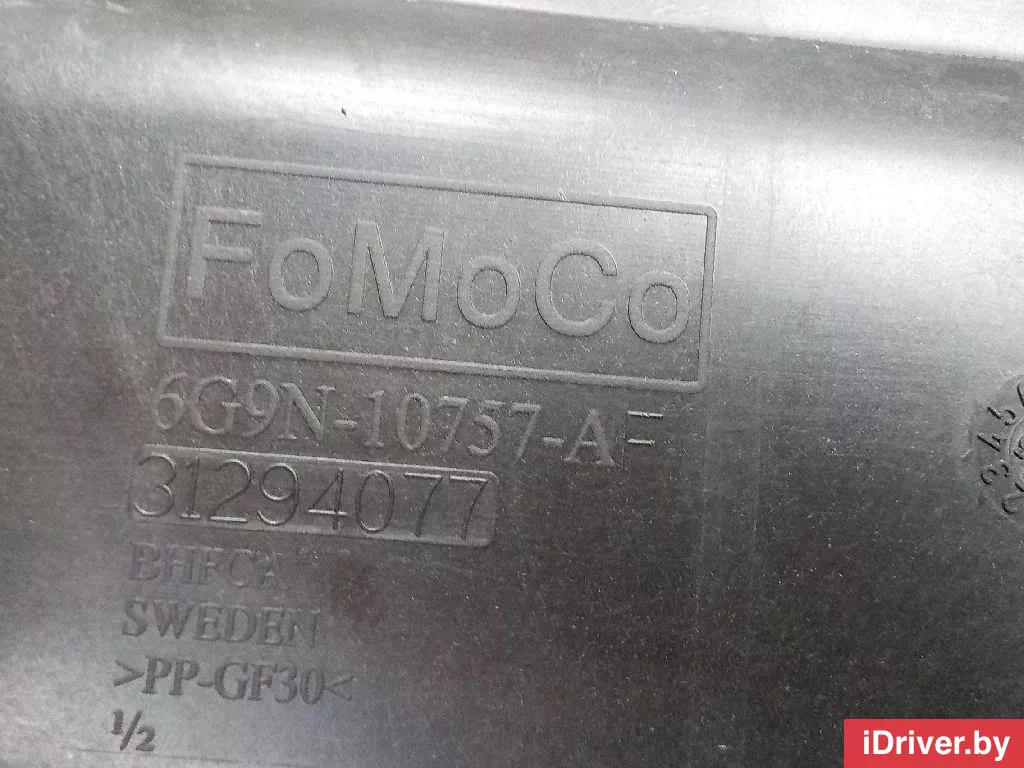 FoMoCo
6G9N-10757-AF
31294077
BHFCA
SWEDEN
>PP-GF30<
½
iDriver.by